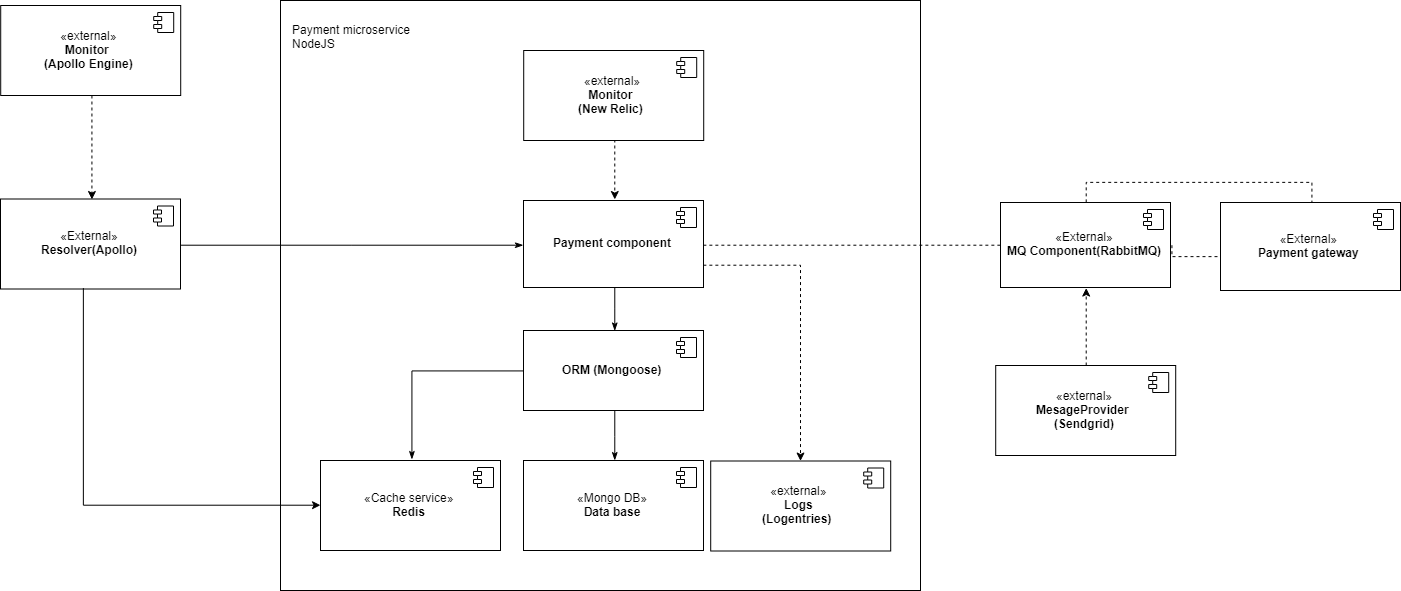 «external»
Monitor
(Apollo Engine)
Payment microservice
NodeJS
«external»
Monitor
(New Relic)
«External»
Resolver(Apollo)
Payment component
«External»
MQ Component(RabbitMQ)
«External»
Payment gateway
ORM (Mongoose)
«external»
MesageProvider
(Sendgrid)
«Cache service»
Redis
«Mongo DB»
Data base
«external»
Logs
(Logentries)